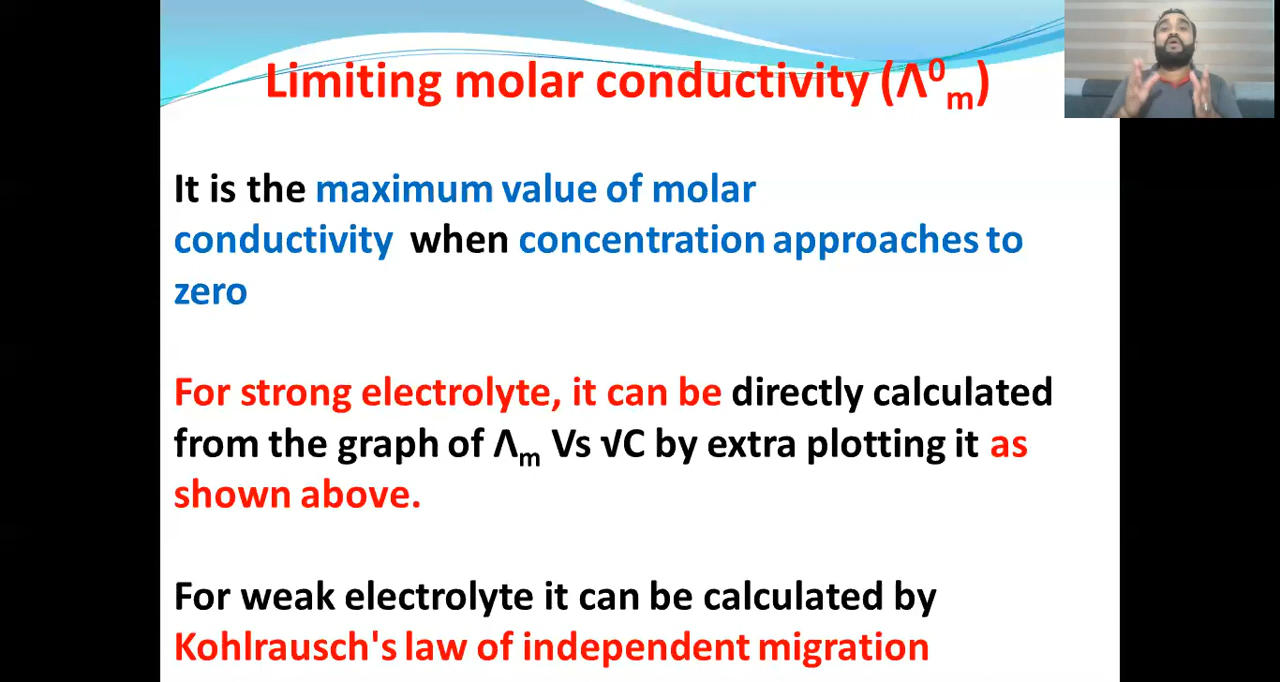 Limiting molar conductivity (Λ⁰ₘ)
It is the maximum value of molar
conductivity when concentration approaches to
zero
For strong electrolyte, it can be directly calculated
from the graph of Λₘ Vs √C by extra plotting it as
shown above.
For weak electrolyte it can be calculated by
Kohlrausch's law of independent migration